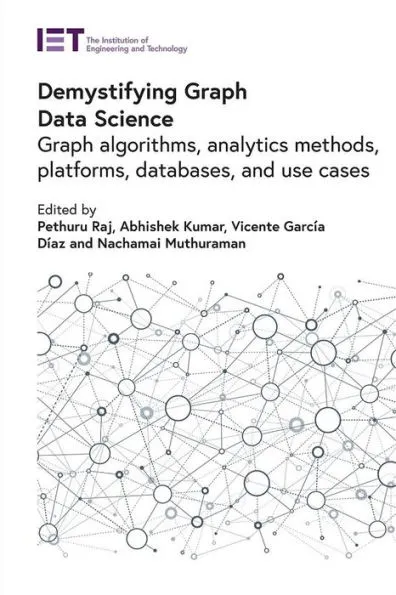 IET
The Institution of
Engineering and Technology
Demystifying Graph
Data Science
Graph algorithms, analytics methods,
platforms, databases, and use cases
Edited by
Pethuru Raj, Abhishek Kumar, Vicente García
Díaz and Nachamai Muthuraman